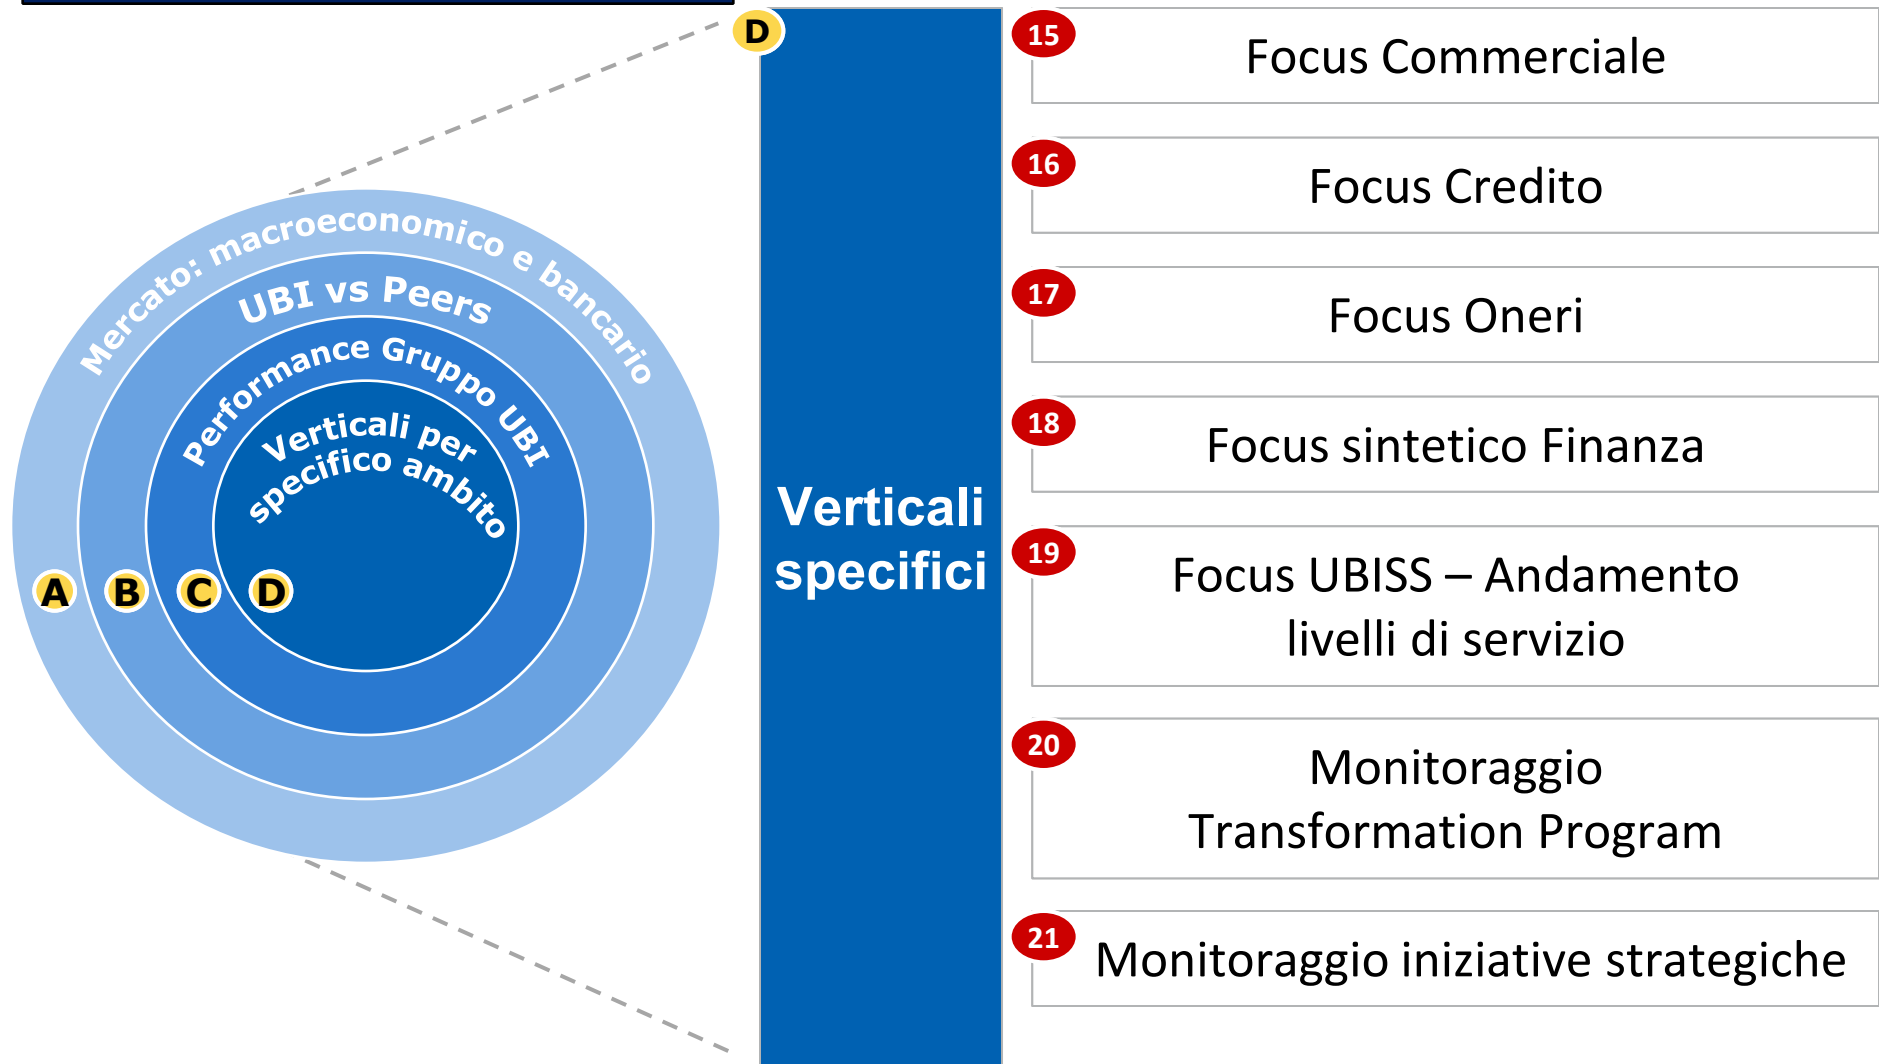 Mercato: macroeconomico e bancario
UBI vs Peers
Performance Gruppo UBI
Verticali per
specifico ambito
A
B
C
D
D
Verticali
specifici
15
Focus Commerciale
16
Focus Credito
17
Focus Oneri
18
Focus sintetico Finanza
19
Focus UBISS – Andamento
livelli di servizio
20
Monitoraggio
Transformation Program
21
Monitoraggio iniziative strategiche